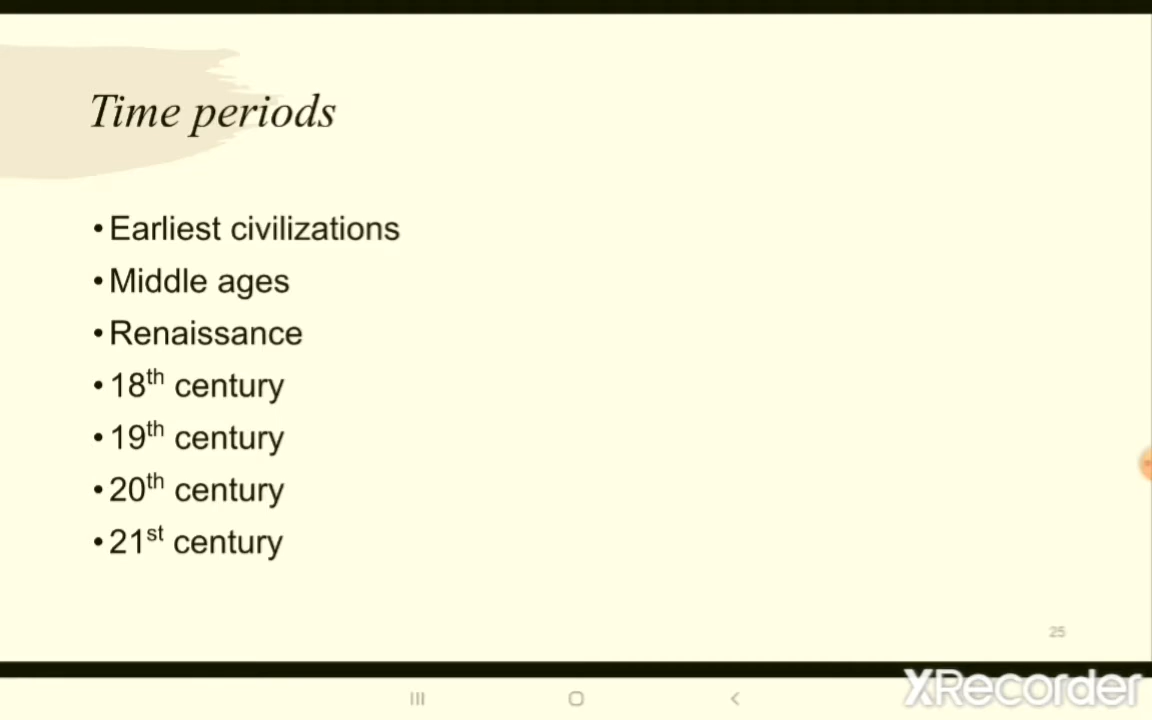 Time periods
• Earliest civilizations
• Middle ages
• Renaissance
• 18th century
• 19th century
• 20th century
• 21st century
25
XRecorder